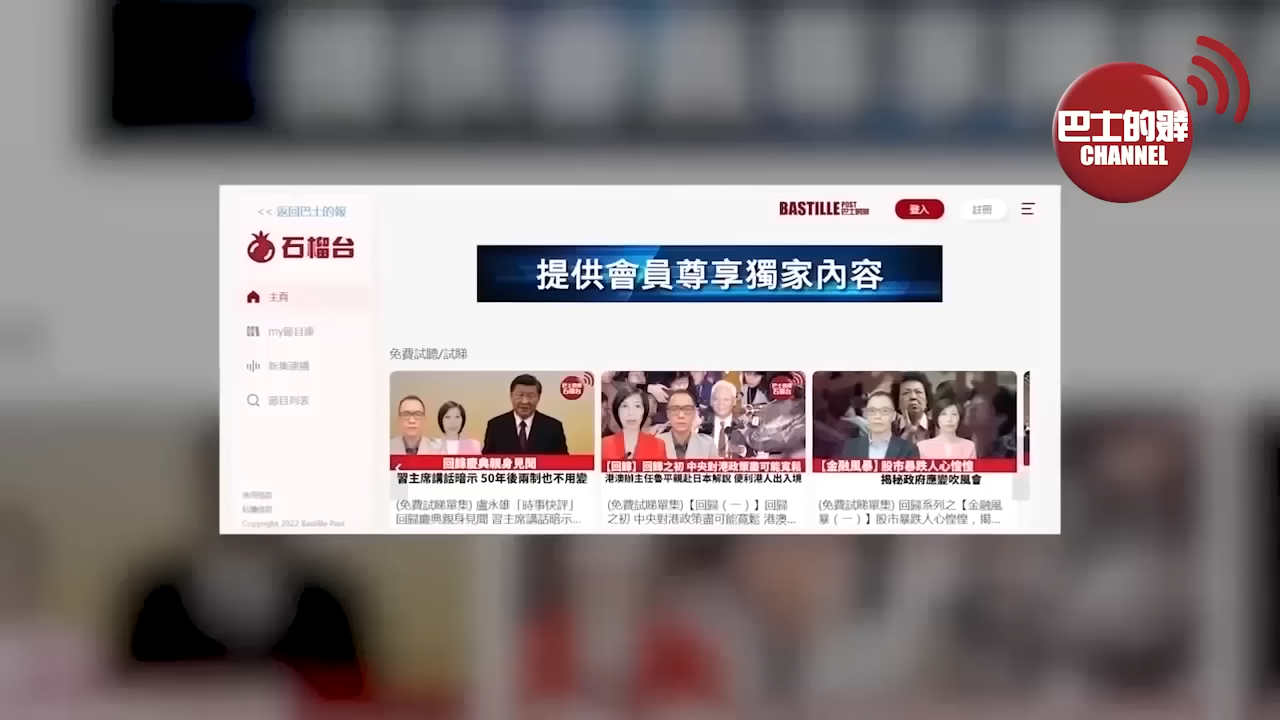 巴士的報
CHANNEL
<< 返回巴士的報
BASTILLE POST
巴士的報
登入
註冊
石榴台
提供會員尊享獨家內容
主頁
my節目庫
新集連播
節目列表
免費試聽/試睇
回歸慶典親身見聞
習主席講話暗示 50年後兩制也不用變
(免費試睇單集) 盧永雄「時事快評」
回歸慶典親身見聞 習主席講話暗示...
【回歸】回歸之初 中央對港政策盡可能寬鬆
港澳辦主任魯平親赴日本解說 便利港人出入境
(免費試睇單集)【回歸（一）】回歸
之初 中央對港政策盡可能寬鬆 港澳...
【金融風暴】股市暴跌人心惶惶
揭秘政府應變吹風會
(免費試睇單集) 回歸系列之【金融風
暴（一）】股市暴跌人心惶惶，揭...
Copyright 2022 Bastille Post